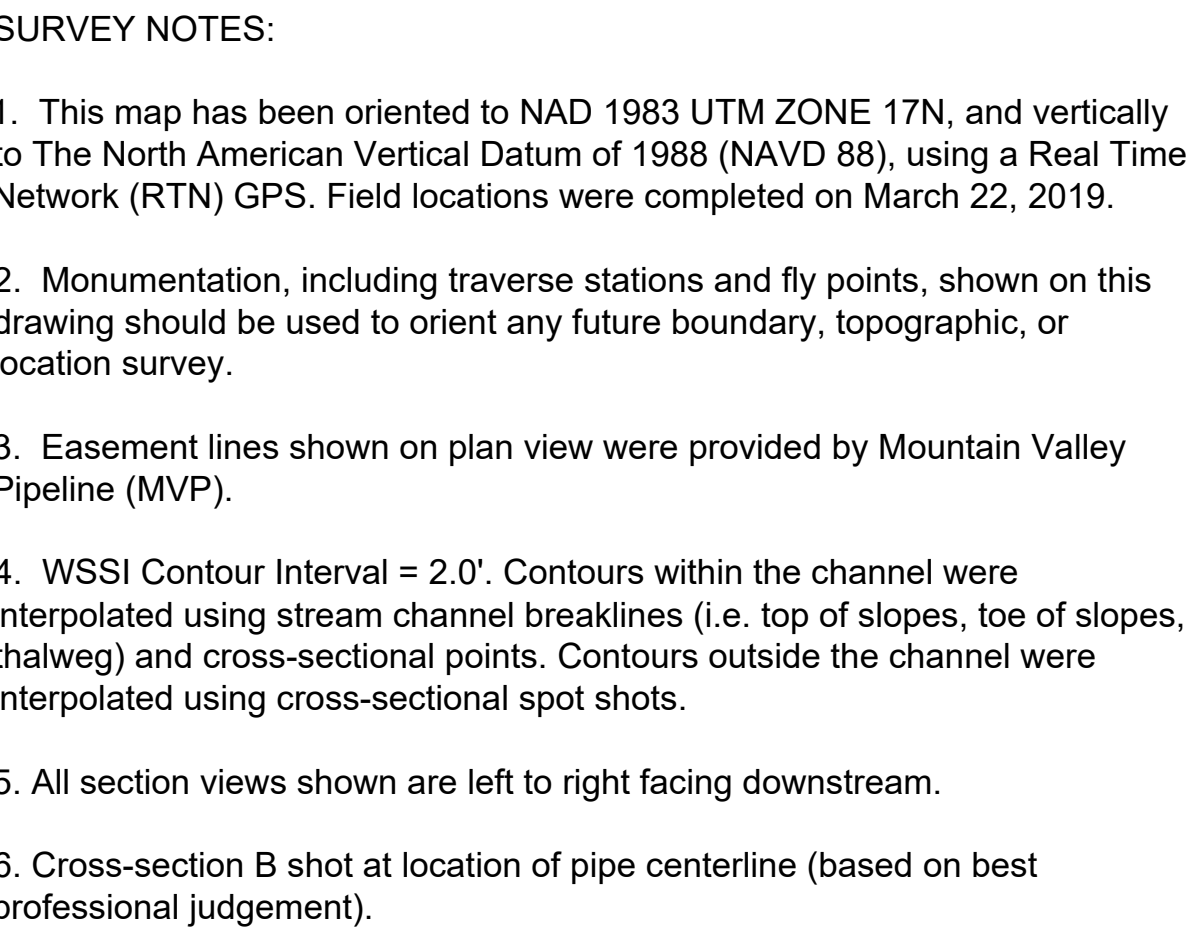 SURVEY NOTES:
1. This map has been oriented to NAD 1983 UTM ZONE 17N, and vertically
to The North American Vertical Datum of 1988 (NAVD 88), using a Real Time
Network (RTN) GPS. Field locations were completed on March 22, 2019.
2. Monumentation, including traverse stations and fly points, shown on this
drawing should be used to orient any future boundary, topographic, or
location survey.
3. Easement lines shown on plan view were provided by Mountain Valley
Pipeline (MVP).
4. WSSI Contour Interval = 2.0'. Contours within the channel were
interpolated using stream channel breaklines (i.e. top of slopes, toe of slopes,
thalweg) and cross-sectional points. Contours outside the channel were
interpolated using cross-sectional spot shots.
5. All section views shown are left to right facing downstream.
6. Cross-section B shot at location of pipe centerline (based on best
professional judgement).